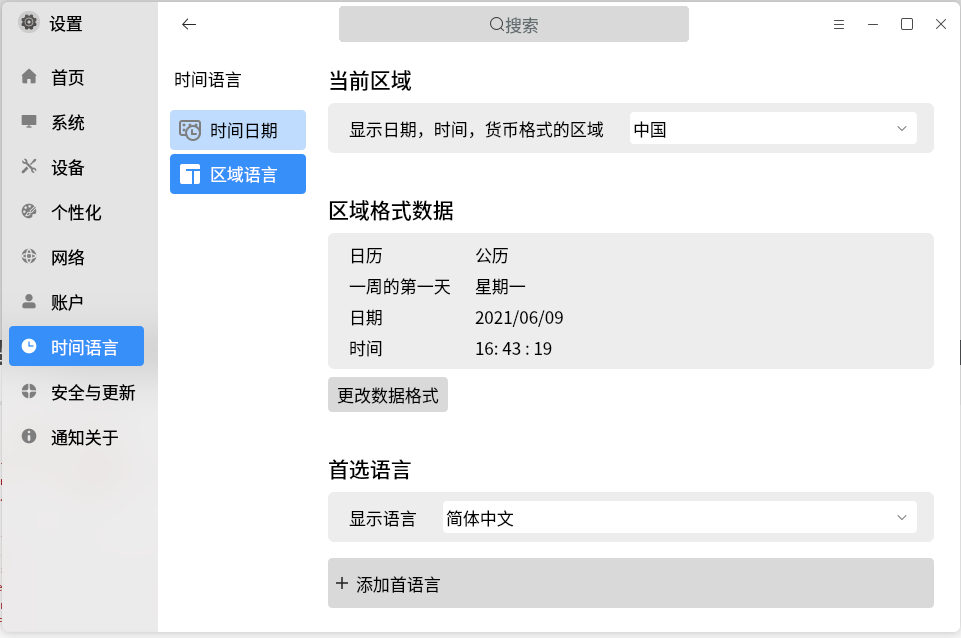 设置
搜索
首页
系统
设备
个性化
网络
账户
时间语言
安全与更新
通知关于
时间语言
时间日期
区域语言
当前区域
显示日期，时间，货币格式的区域 中国
区域格式数据
日历 公历
一周的第一天 星期一
日期 2021/06/09
时间 16: 43 : 19
更改数据格式
首选语言
显示语言 简体中文
添加首语言